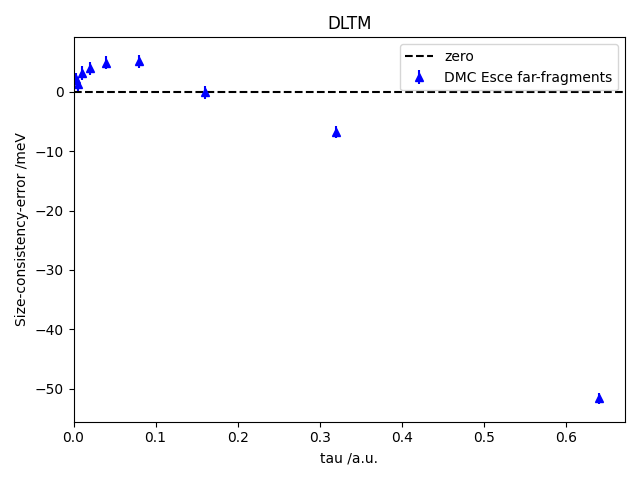 DLTM
zero
DMC Esce far-fragments
Size-consistency-error /meV
0
−10
−20
−30
−40
−50
0.0 0.1 0.2 0.3 0.4 0.5 0.6
tau /a.u.